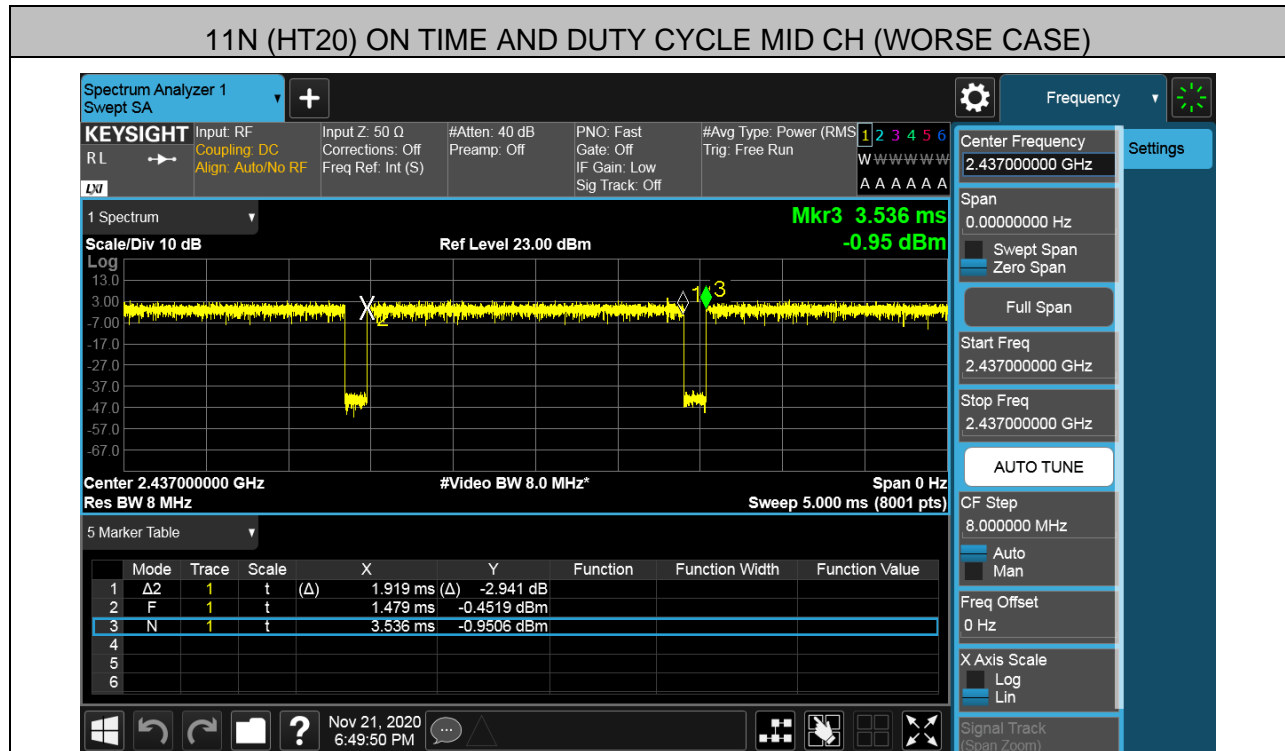 11N (HT20) ON TIME AND DUTY CYCLE MID CH (WORSE CASE)
Spectrum Analyzer 1
Swept SA
+
Frequency
KEYSIGHT
RL
LXI
Input: RF
Coupling: DC
Align: Auto/No RF
Input Z: 50 Ω
Corrections: Off
Freq Ref: Int (S)
#Atten: 40 dB
Preamp: Off
PNO: Fast
Gate: Off
IF Gain: Low
Sig Track: Off
#Avg Type: Power (RMS
Trig: Free Run
1 2 3 4 5 6
W W W W W W
A A A A A A
1 Spectrum
Mkr3 3.536 ms
Scale/Div 10 dB
Ref Level 23.00 dBm
-0.95 dBm
Log
13.0
3.00
-7.00
-17.0
-27.0
-37.0
-47.0
-57.0
-67.0
X
2
1
3
Center 2.437000000 GHz
#Video BW 8.0 MHz*
Span 0 Hz
Res BW 8 MHz
Sweep 5.000 ms (8001 pts)
5 Marker Table
Mode Trace Scale X Y Function Function Width Function Value
1 Δ2 1 t (Δ) 1.919 ms (Δ) -2.941 dB
2 F 1 t 1.479 ms -0.4519 dBm
3 N 1 t 3.536 ms -0.9506 dBm
4
5
6
?
Nov 21, 2020
6:49:50 PM
Center Frequency
2.437000000 GHz
Settings
Span
0.00000000 Hz
Swept Span
Zero Span
Full Span
Start Freq
2.437000000 GHz
Stop Freq
2.437000000 GHz
AUTO TUNE
CF Step
8.000000 MHz
Auto
Man
Freq Offset
0 Hz
X Axis Scale
Log
Lin
Signal Track
(Span Zoom)